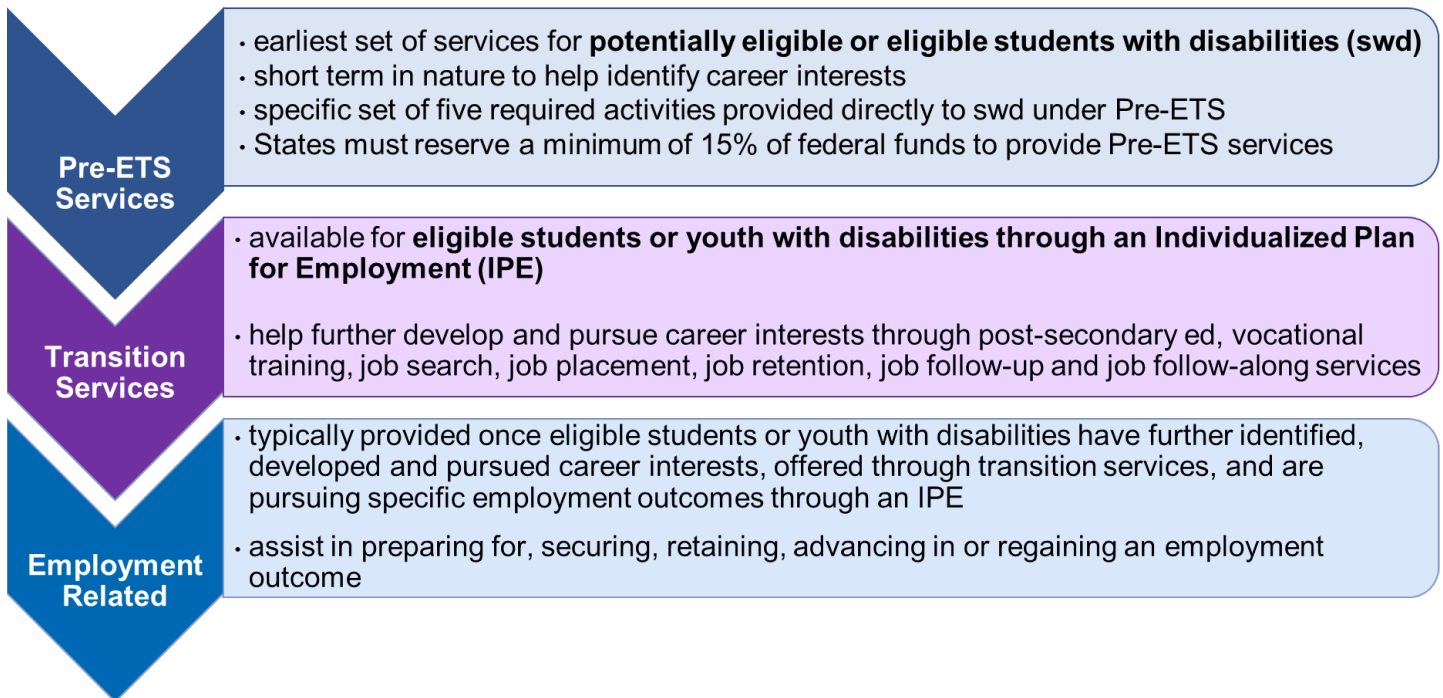 · earliest set of services for potentially eligible or eligible students with disabilities (swd)
· short term in nature to help identify career interests
· specific set of five required activities provided directly to swd under Pre-ETS
· States must reserve a minimum of 15% of federal funds to provide Pre-ETS services
Pre-ETS
Services
· available for eligible students or youth with disabilities through an Individualized Plan
for Employment (IPE)
· help further develop and pursue career interests through post-secondary ed, vocational
training, job search, job placement, job retention, job follow-up and job follow-along services
Transition
Services
· typically provided once eligible students or youth with disabilities have further identified,
developed and pursued career interests, offered through transition services, and are
pursuing specific employment outcomes through an IPE
· assist in preparing for, securing, retaining, advancing in or regaining an employment
outcome
Employment
Related